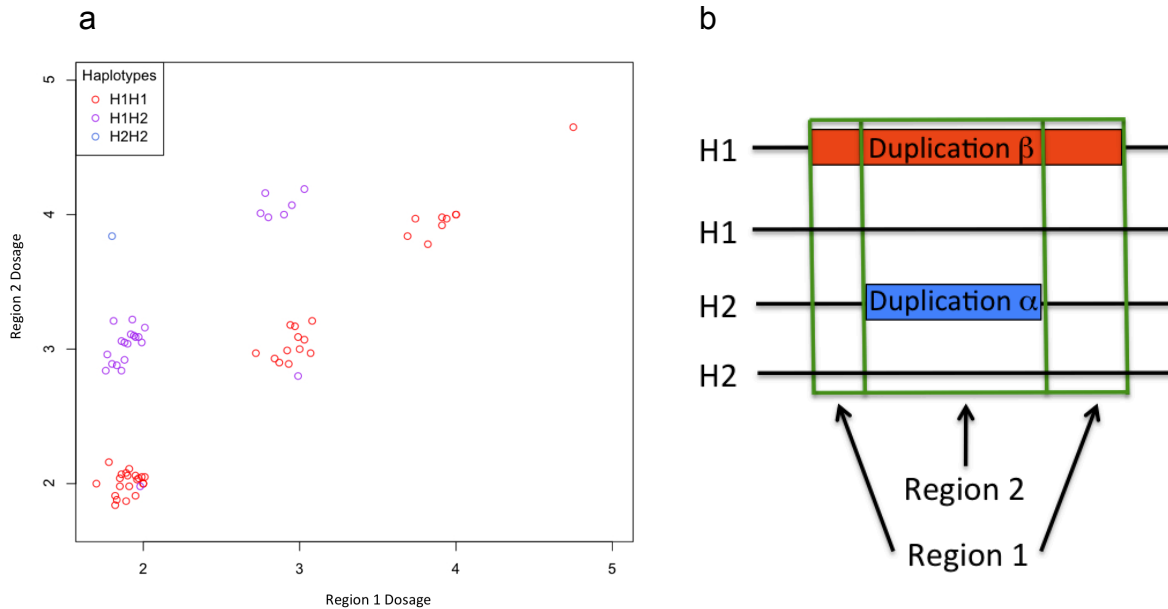 a
b
Haplotypes
H1H1
H1H2
H2H2
5
4
3
2
Region 2 Dosage
2
3
4
5
Region 1 Dosage
H1
Duplication β
H1
H2
Duplication α
H2
Region 2
Region 1